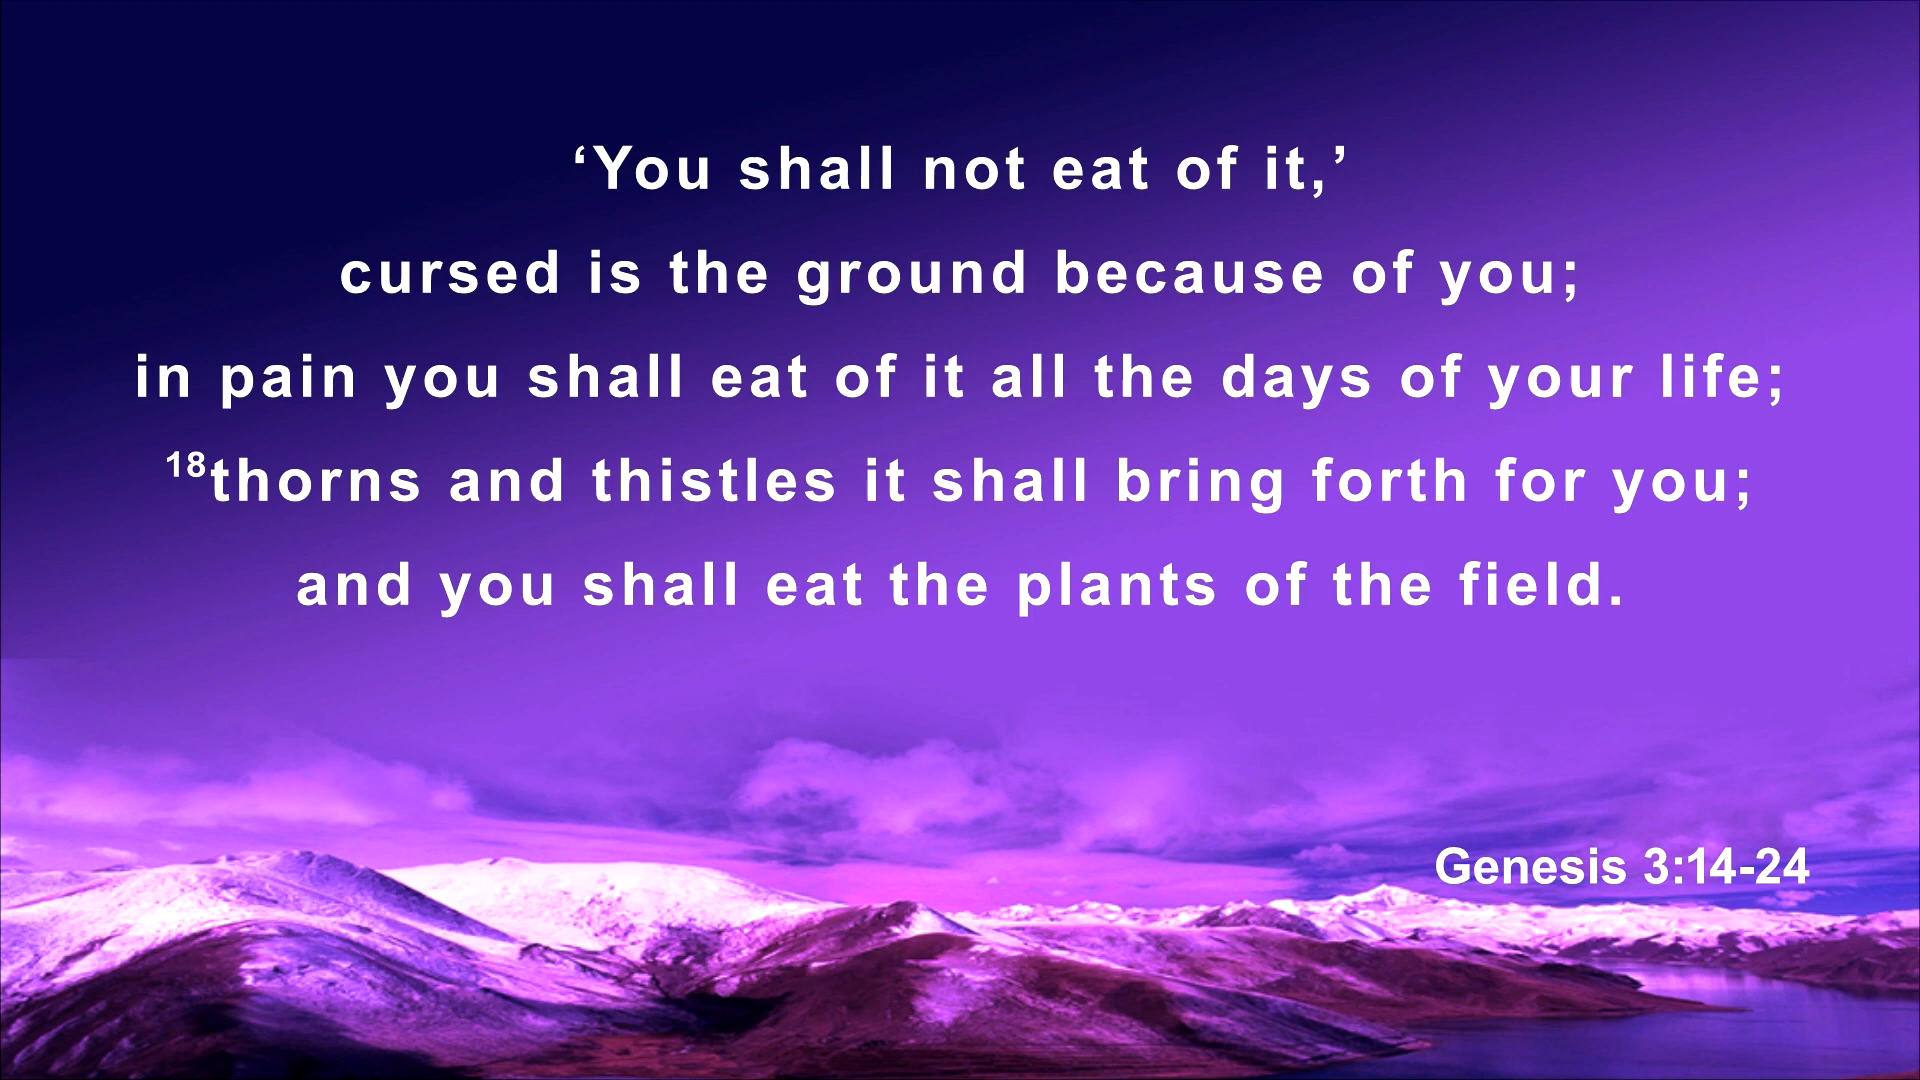 ‘You shall not eat of it,’
cursed is the ground because of you;
in pain you shall eat of it all the days of your life;
18thorns and thistles it shall bring forth for you;
and you shall eat the plants of the field.
Genesis 3:14-24